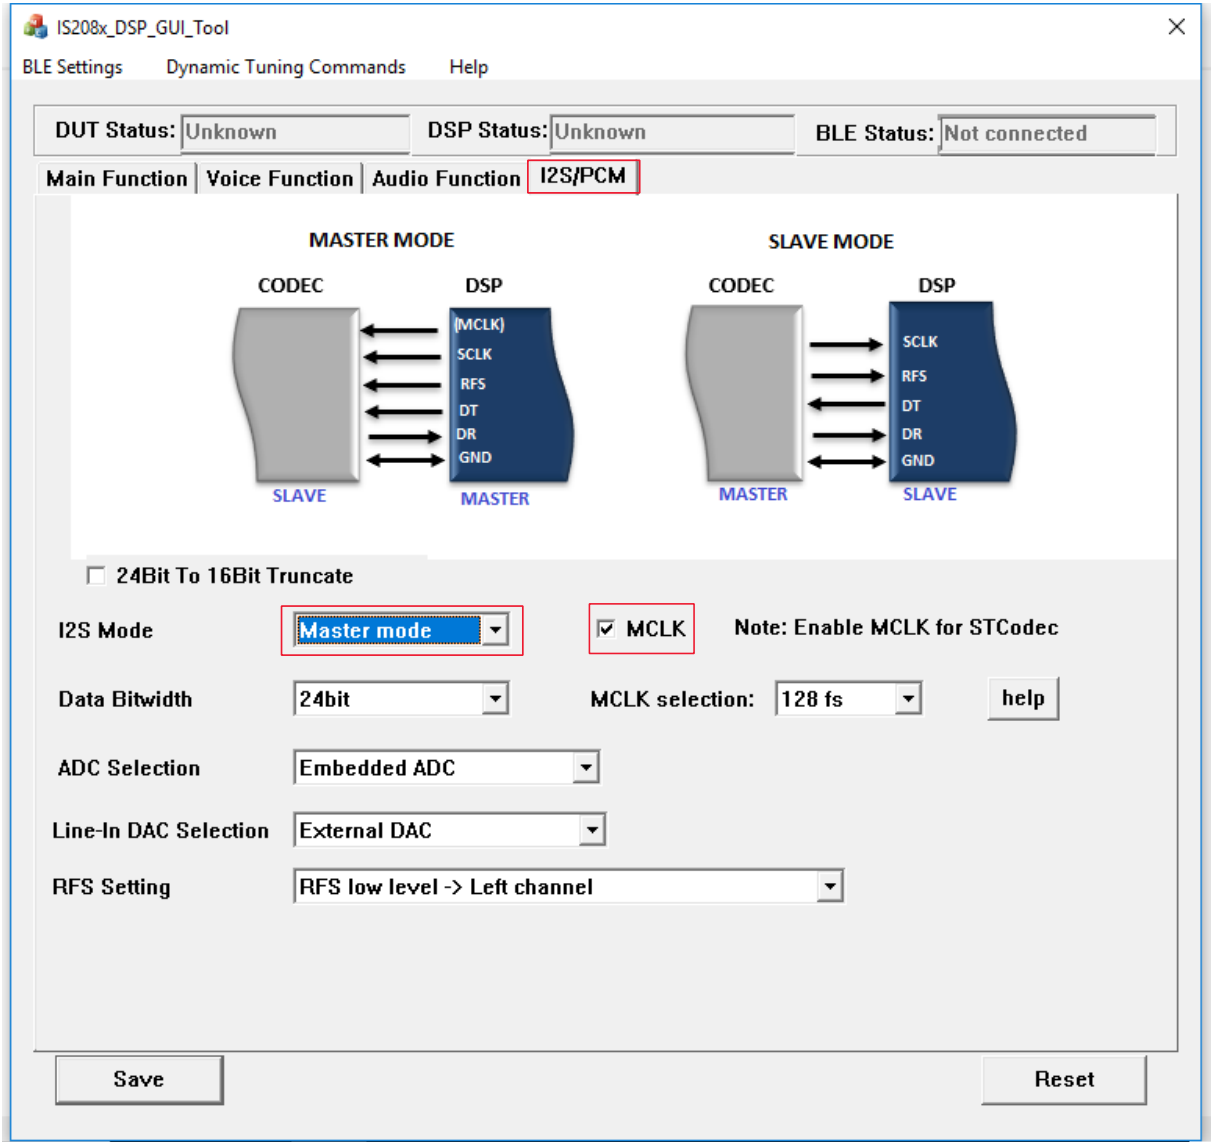 IS208x_DSP_GUI_Tool
BLE Settings Dynamic Tuning Commands Help
DUT Status: Unknown DSP Status: Unknown BLE Status: Not connected
Main Function Voice Function Audio Function I2S/PCM
MASTER MODE SLAVE MODE
CODEC DSP CODEC DSP
(MCLK)
SCLK
RFS
DT
DR
GND
SLAVE MASTER
SCLK
RFS
DT
DR
GND
MASTER SLAVE
24Bit To 16Bit Truncate
I2S Mode Master mode MCLK Note: Enable MCLK for STCodec
Data Bitwidth 24bit MCLK selection: 128 fs help
ADC Selection Embedded ADC
Line-In DAC Selection External DAC
RFS Setting RFS low level -> Left channel
Save Reset